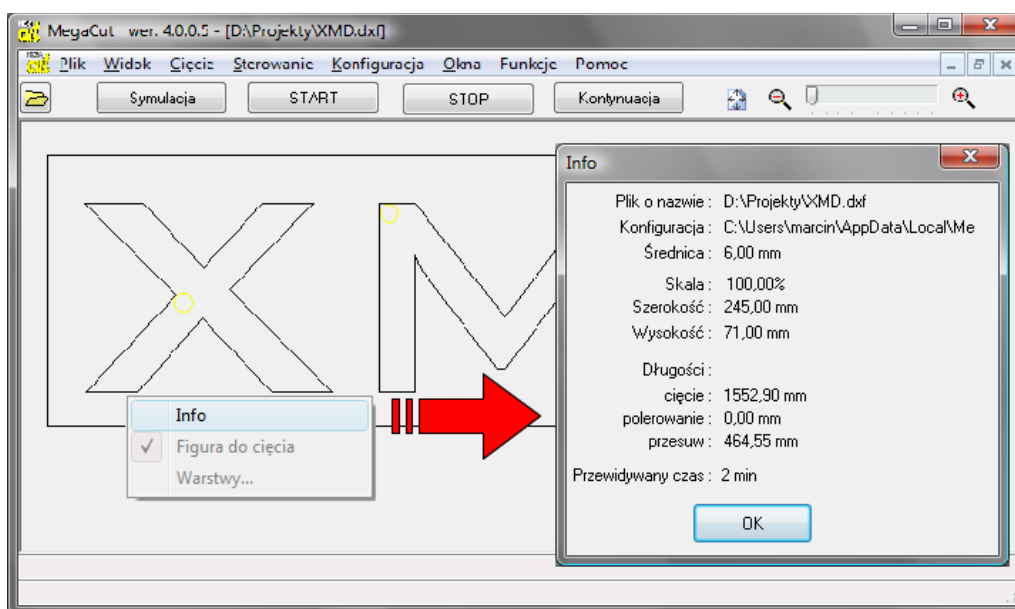 MegaCut wer. 4.0.0.5 - [D:\Projekty\XMD.dxf]
Plik Widok Cięcie Sterowanie Konfiguracja Okna Funkcje Pomoc
Symulacja START STOP Kontynuacja
Info
Plik o nazwie : D:\Projekty\XMD.dxf
Konfiguracja : C:\Users\marcin\AppData\Local\Me
Średnica : 6,00 mm
Skala : 100,00%
Szerokość : 245,00 mm
Wysokość : 71,00 mm
Długości :
cięcie : 1552,90 mm
polerowanie : 0,00 mm
przesuw : 464,55 mm
Przewidywany czas : 2 min
OK
Info
Figura do cięcia
Warstwy...